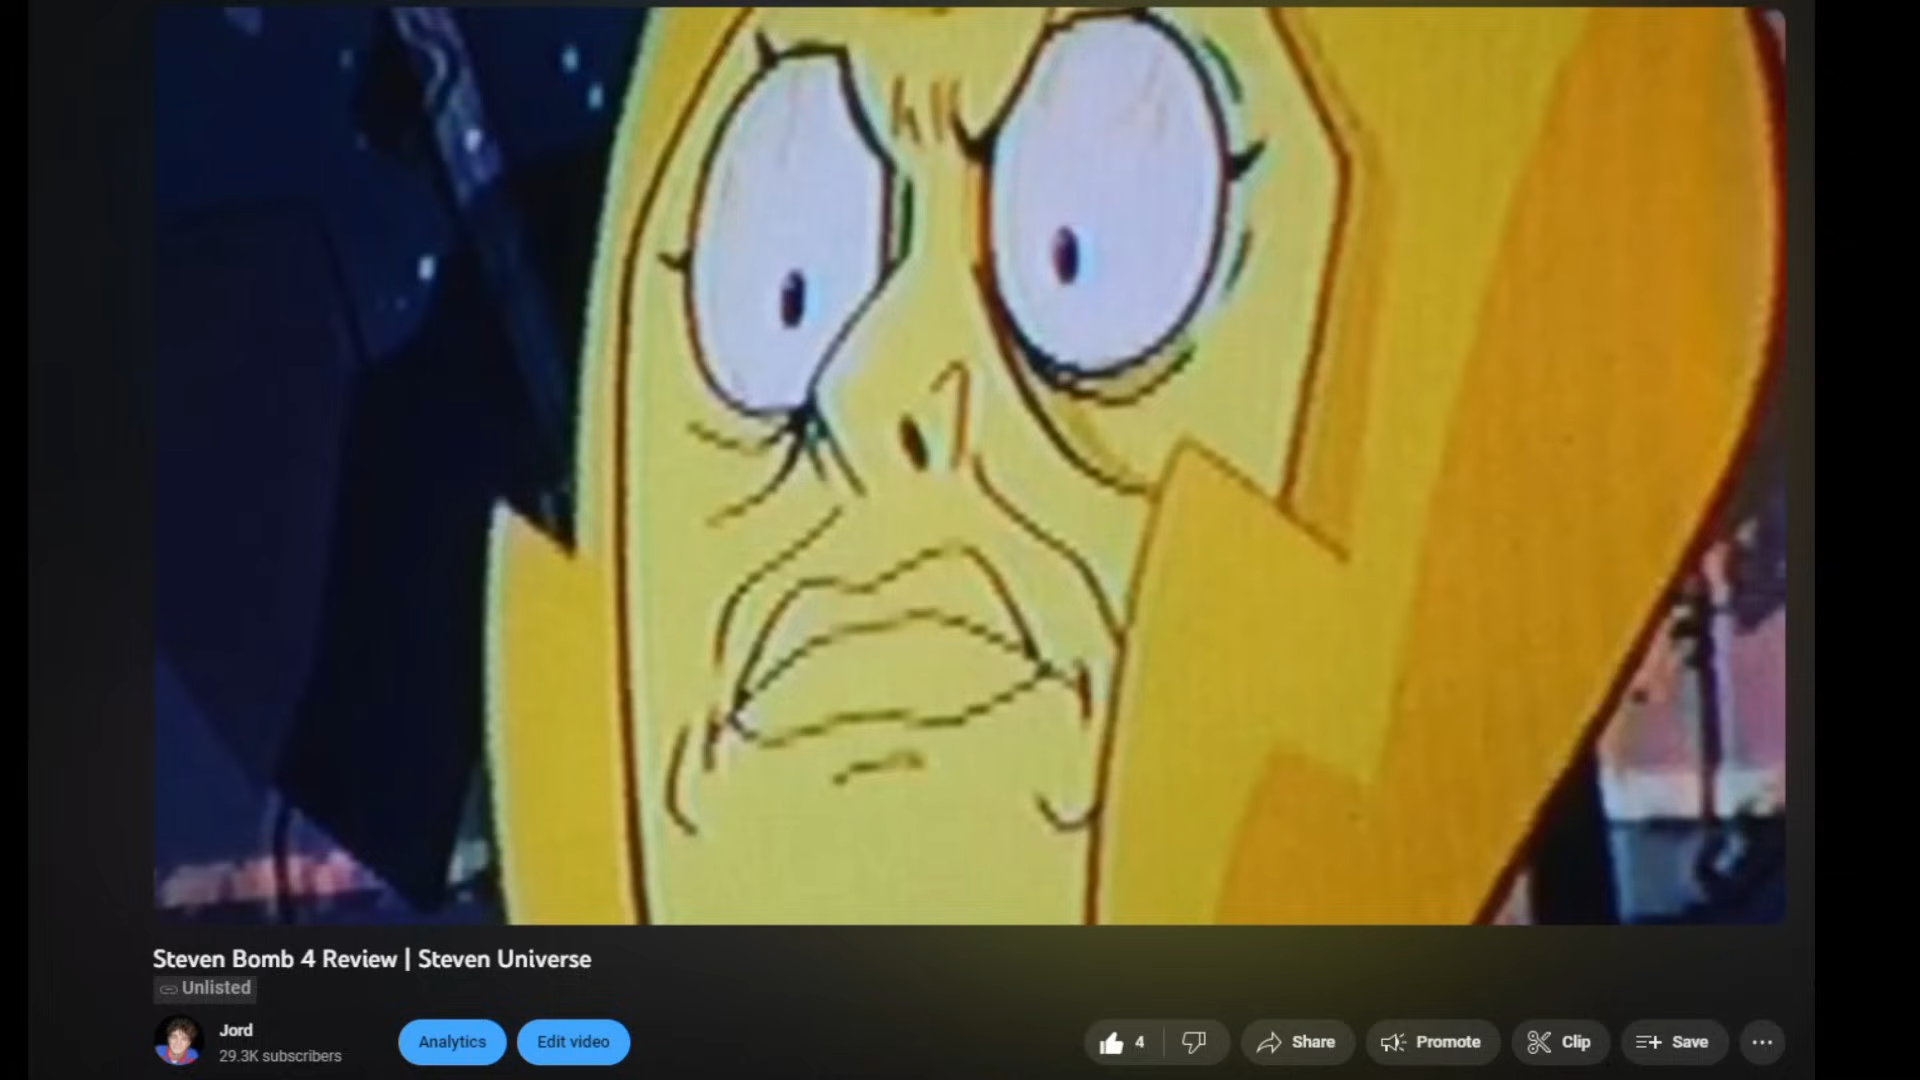 Steven Bomb 4 Review | Steven Universe
Unlisted
Jord
29.3K subscribers
Analytics
Edit video
4
Share
Promote
Clip
Save